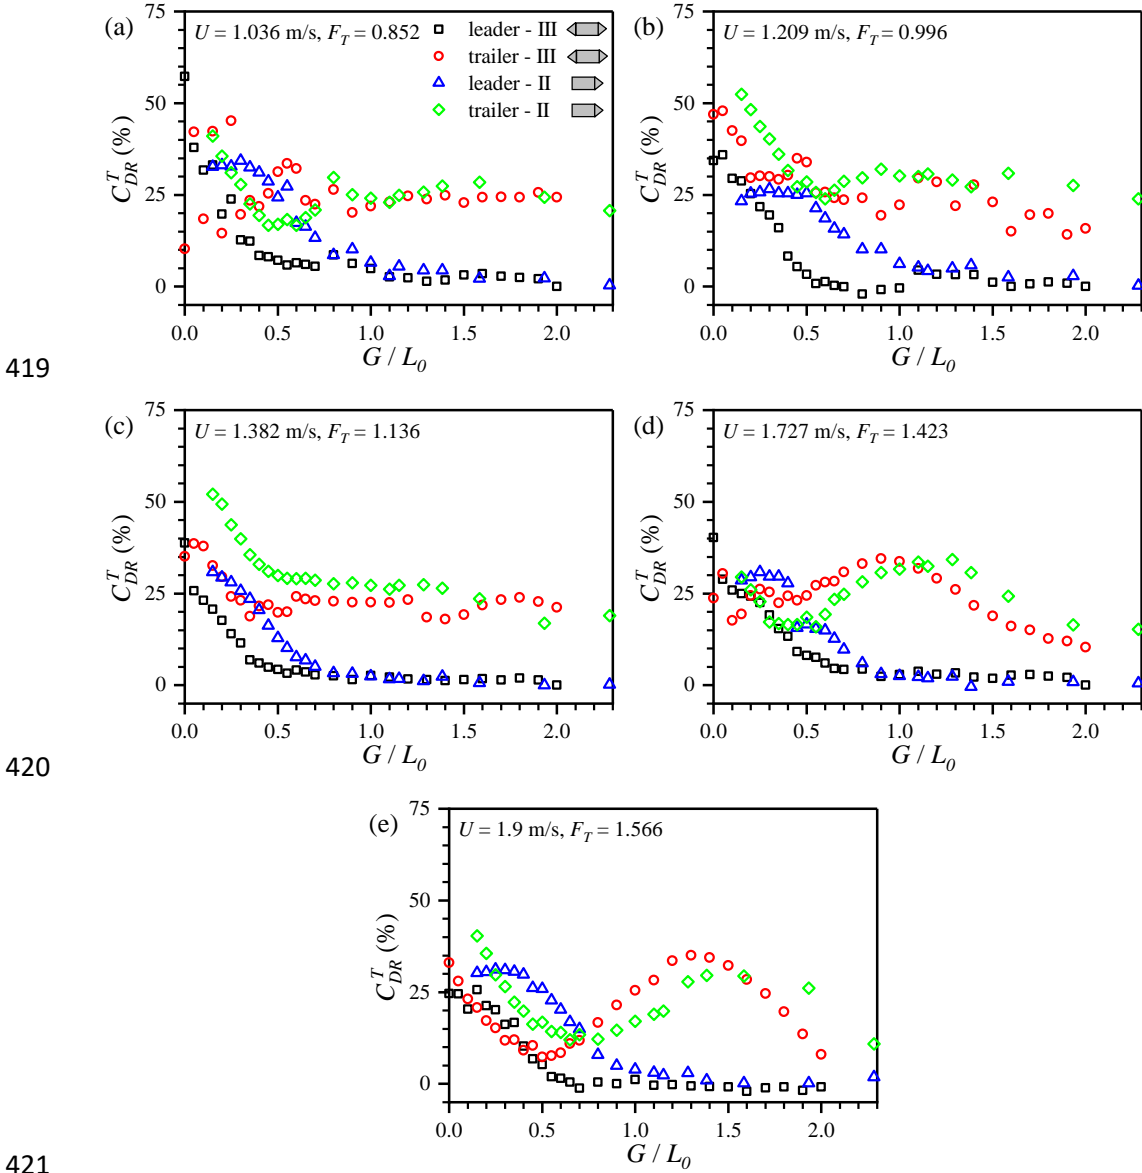 (a)
U = 1.036 m/s, F_T = 0.852
leader - III
trailer - III
leader - II
trailer - II
75
50
25
0
C_DR^T (%)
0.0 0.5 1.0 1.5 2.0
G / L_0
(b)
U = 1.209 m/s, F_T = 0.996
75
50
25
0
C_DR^T (%)
0.0 0.5 1.0 1.5 2.0
G / L_0
419
(c)
U = 1.382 m/s, F_T = 1.136
75
50
25
0
C_DR^T (%)
0.0 0.5 1.0 1.5 2.0
G / L_0
(d)
U = 1.727 m/s, F_T = 1.423
75
50
25
0
C_DR^T (%)
0.0 0.5 1.0 1.5 2.0
G / L_0
420
(e)
U = 1.9 m/s, F_T = 1.566
75
50
25
0
C_DR^T (%)
0.0 0.5 1.0 1.5 2.0
G / L_0
421